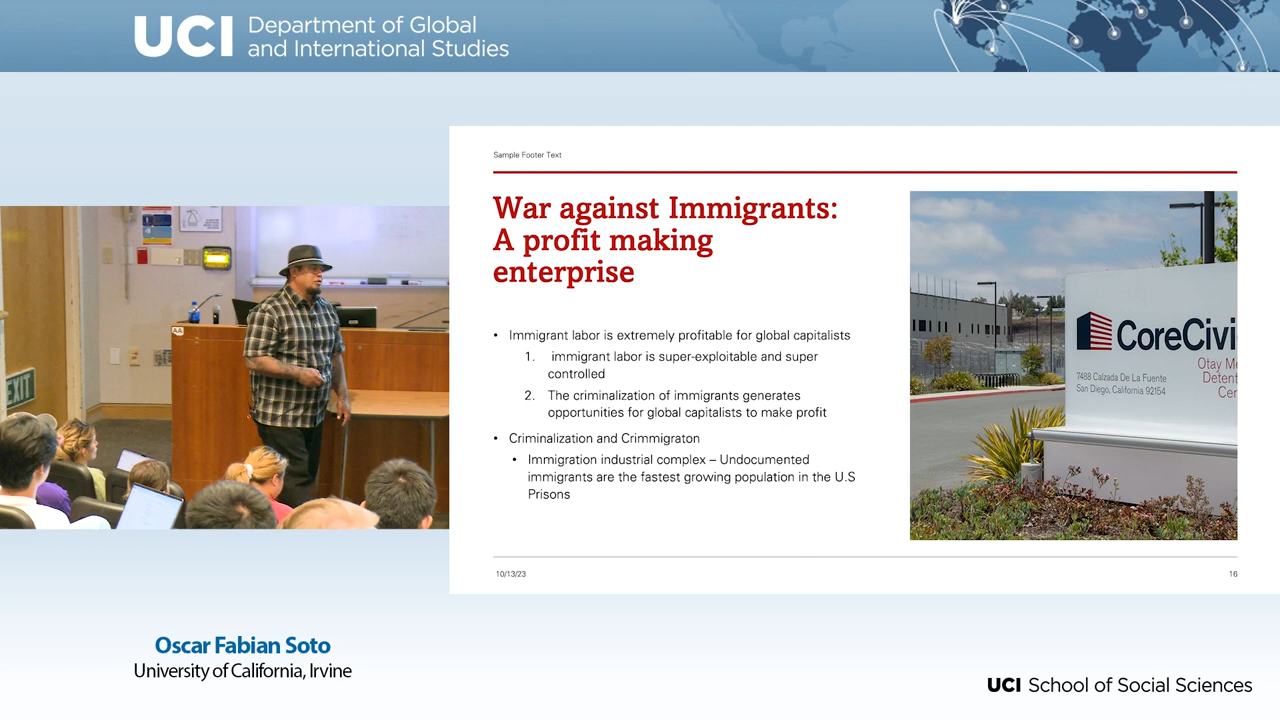 UCI Department of Global
and International Studies
Sample Footer Text
War against Immigrants:
A profit making
enterprise
• Immigrant labor is extremely profitable for global capitalists
1. immigrant labor is super-exploitable and super
controlled
2. The criminalization of immigrants generates
opportunities for global capitalists to make profit
• Criminalization and Crimmigraton
• Immigration industrial complex – Undocumented
immigrants are the fastest growing population in the U.S
Prisons
CoreCivi
Otay Me
Detent
Cen
7488 Calzada De La Fuente
San Diego, California 92154
10/13/23
16
EXIT
Oscar Fabian Soto
University of California, Irvine
UCI School of Social Sciences